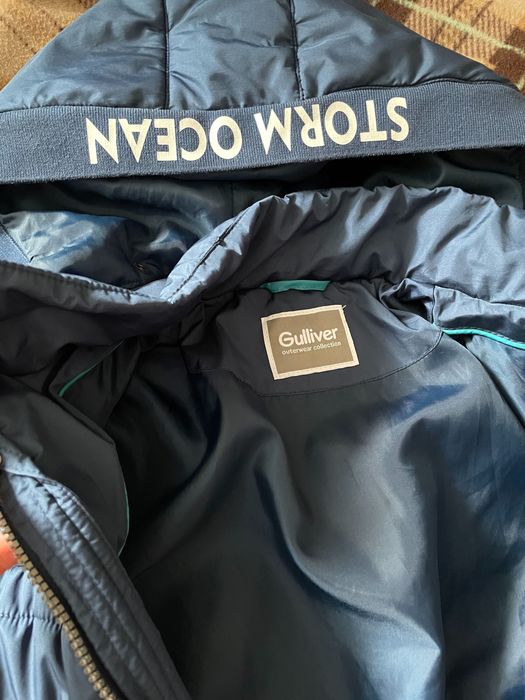 STORM OCEAN
Gulliver
outerwear collection